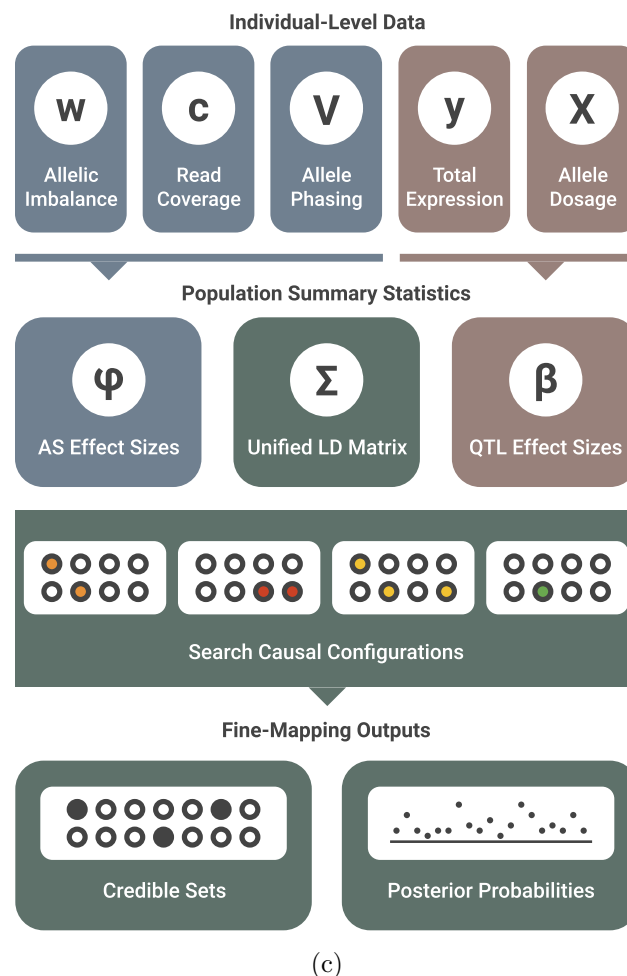 Individual-Level Data
w c V y X
Allelic Imbalance
Read Coverage
Allele Phasing
Total Expression
Allele Dosage
Population Summary Statistics
φ Σ β
AS Effect Sizes
Unified LD Matrix
QTL Effect Sizes
Search Causal Configurations
Fine-Mapping Outputs
Credible Sets
Posterior Probabilities
(c)